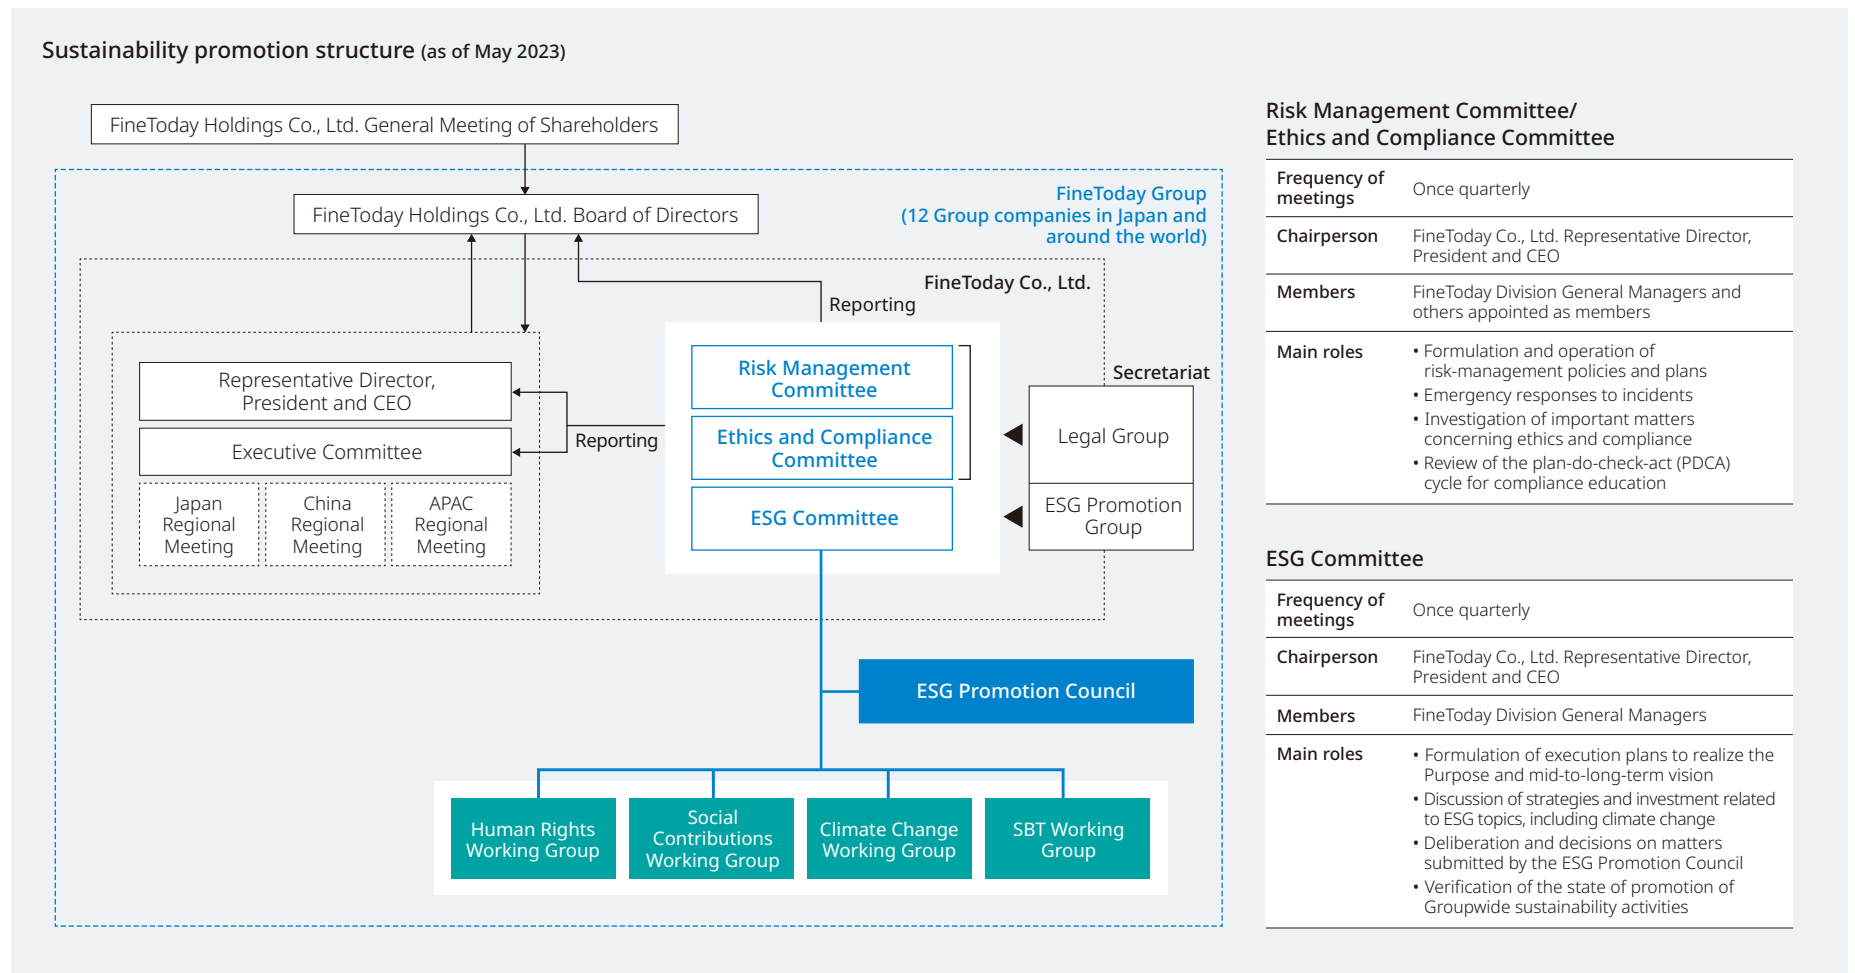 Sustainability promotion structure (as of May 2023)
FineToday Holdings Co., Ltd. General Meeting of Shareholders
FineToday Group
(12 Group companies in Japan and
around the world)
FineToday Holdings Co., Ltd. Board of Directors
FineToday Co., Ltd.
Reporting
Representative Director,
President and CEO
Executive Committee
Japan
Regional
Meeting
China
Regional
Meeting
APAC
Regional
Meeting
Reporting
Risk Management
Committee
Ethics and Compliance
Committee
ESG Committee
Secretariat
Legal Group
ESG Promotion
Group
ESG Promotion Council
Human Rights
Working Group
Social
Contributions
Working Group
Climate Change
Working Group
SBT Working
Group
Risk Management Committee/
Ethics and Compliance Committee
Frequency of
meetings
Once quarterly
Chairperson
FineToday Co., Ltd. Representative Director,
President and CEO
Members
FineToday Division General Managers and
others appointed as members
Main roles
• Formulation and operation of
risk-management policies and plans
• Emergency responses to incidents
• Investigation of important matters
concerning ethics and compliance
• Review of the plan-do-check-act (PDCA)
cycle for compliance education
ESG Committee
Frequency of
meetings
Once quarterly
Chairperson
FineToday Co., Ltd. Representative Director,
President and CEO
Members
FineToday Division General Managers
Main roles
• Formulation of execution plans to realize the
Purpose and mid-to-long-term vision
• Discussion of strategies and investment related
to ESG topics, including climate change
• Deliberation and decisions on matters
submitted by the ESG Promotion Council
• Verification of the state of promotion of
Groupwide sustainability activities